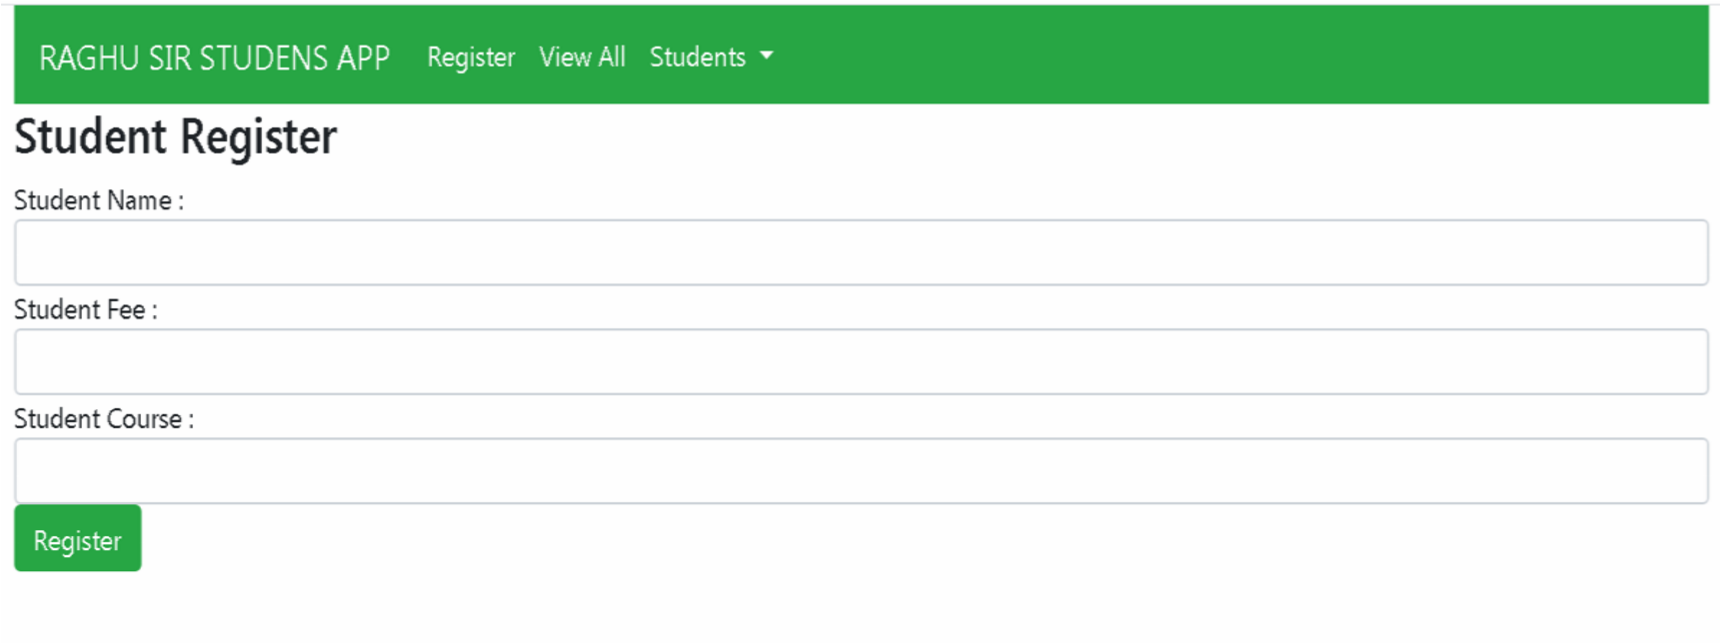 RAGHU SIR STUDENS APP Register View All Students
Student Register
Student Name :
Student Fee :
Student Course :
Register